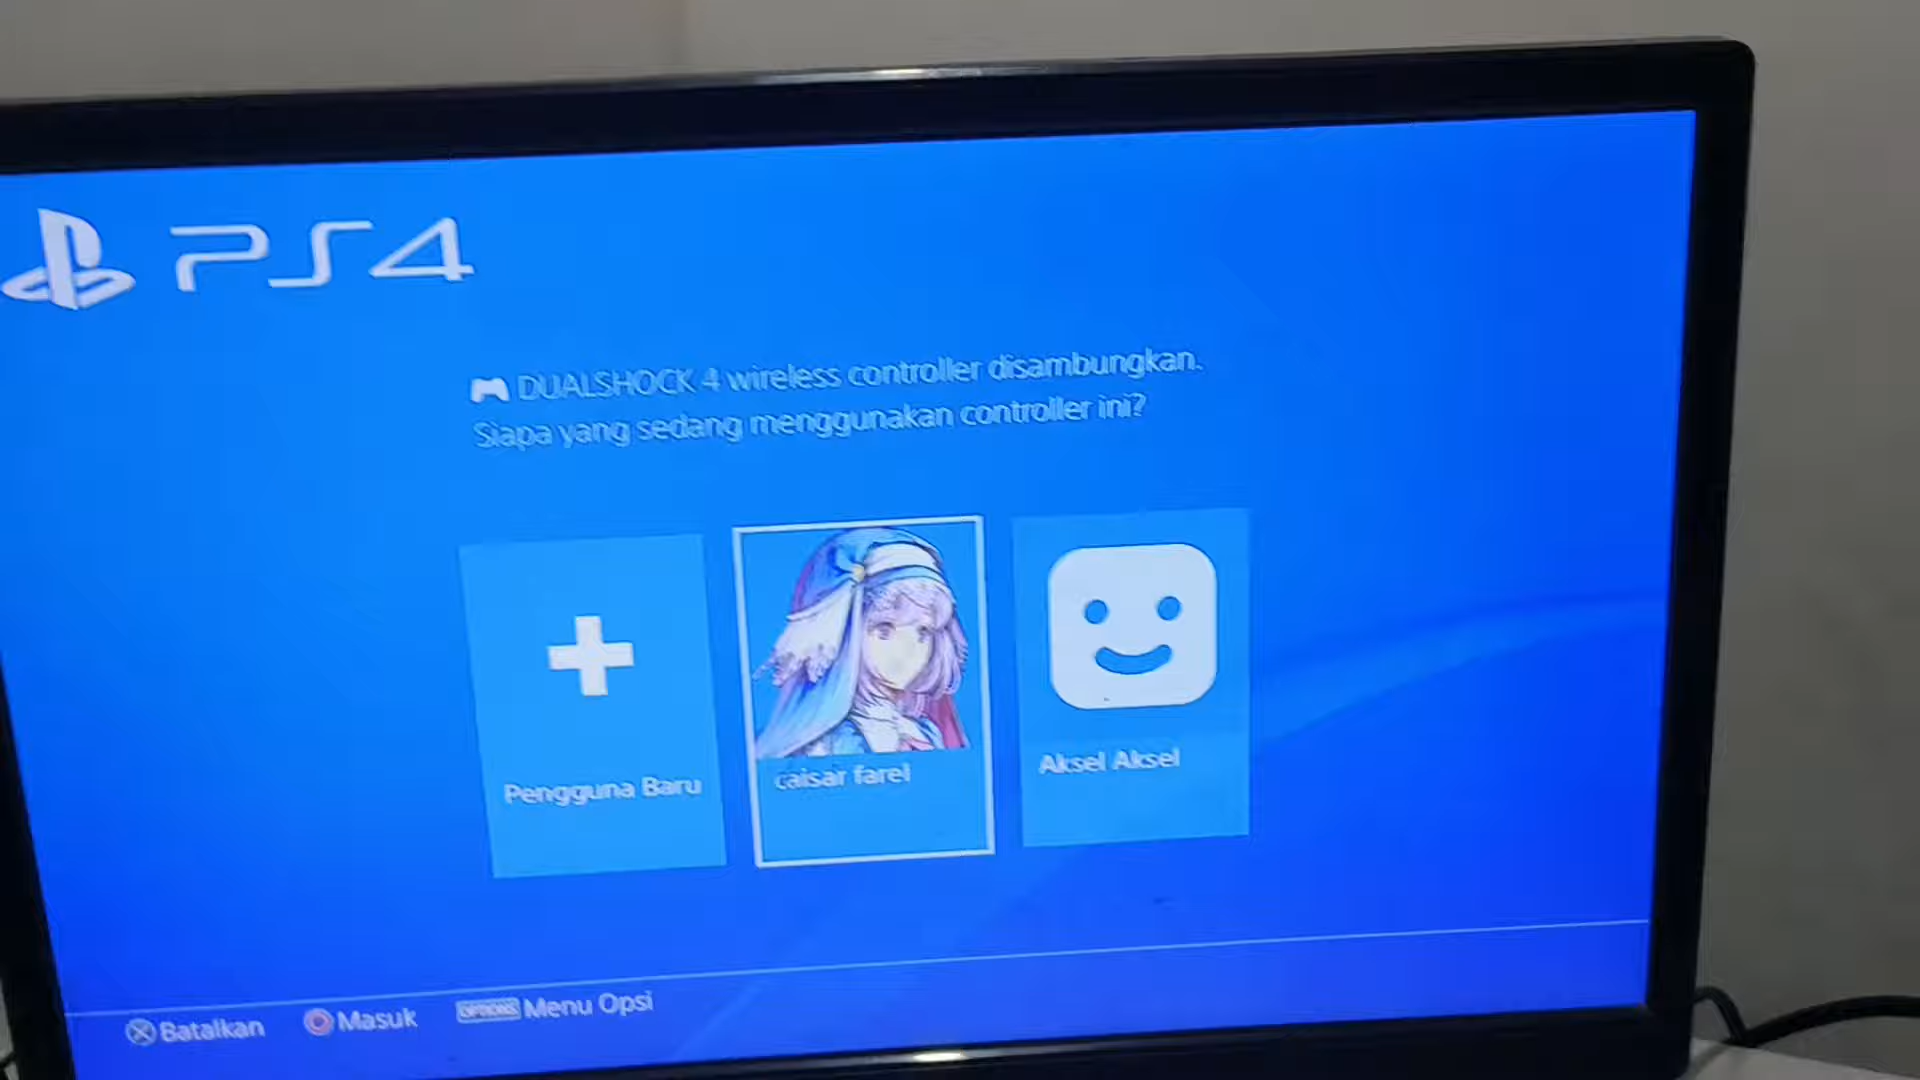 PS4
DUALSHOCK 4 wireless controller disambungkan.
Siapa yang sedang menggunakan controller ini?
Pengguna Baru
caisar farel
Aksel Aksel
Batalkan
Masuk
OPTIONS Menu Opsi